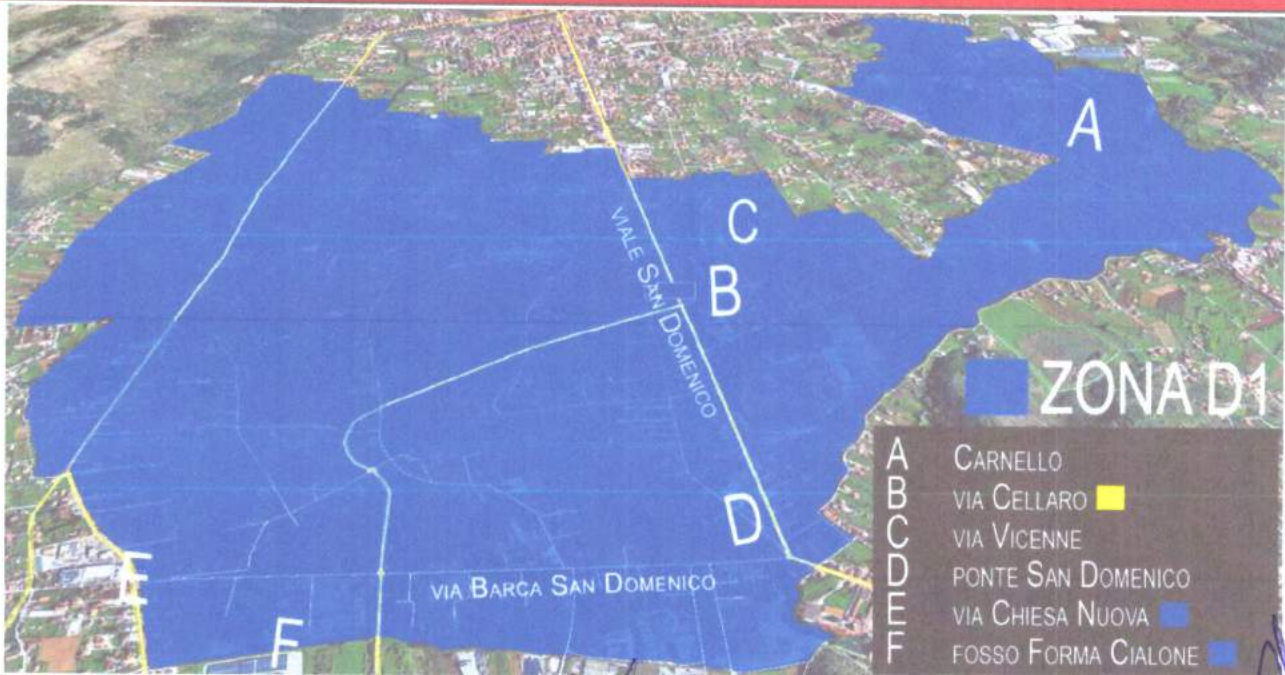 A
C
VIALE SAN DOMENICO
B
ZONA D1
D
E
VIA BARCA SAN DOMENICO
F
A CARNELLO
B VIA CELLARO
C VIA VICENNE
D PONTE SAN DOMENICO
E VIA CHIESA NUOVA
F FOSSO FORMA CIALONE